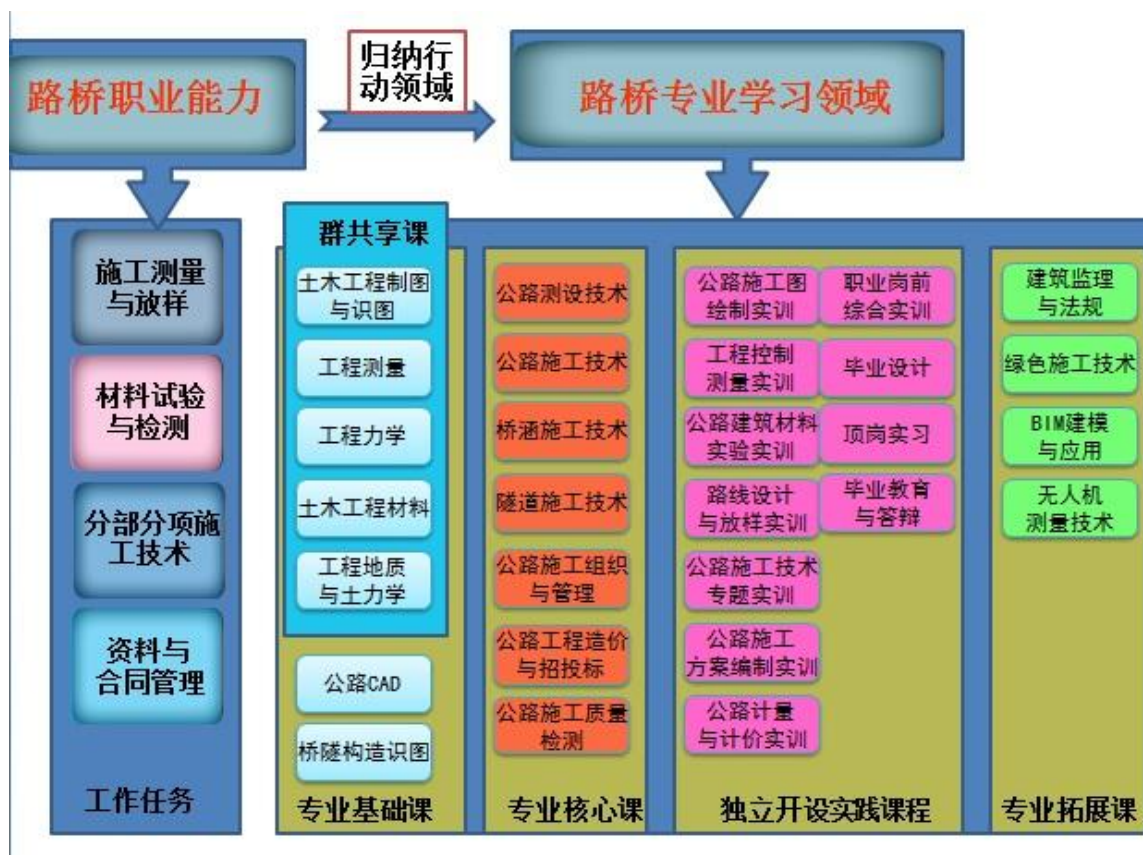 路桥职业能力
归纳行
动领域
路桥专业学习领域
施工测量
与放样
材料试验
与检测
分部分项施
工技术
资料与
合同管理
工作任务
群共享课
土木工程制图
与识图
工程测量
工程力学
土木工程材料
工程地质
与土力学
公路CAD
桥隧构造识图
专业基础课
公路测设技术
公路施工技术
桥涵施工技术
隧道施工技术
公路施工组织
与管理
公路工程造价
与招投标
公路施工质量
检测
专业核心课
公路施工图
绘制实训
工程控制
测量实训
公路建筑材料
实验实训
路线设计
与放样实训
公路施工技术
专题实训
公路施工
方案编制实训
公路计量
与计价实训
职业岗前
综合实训
毕业设计
顶岗实习
毕业教育
与答辩
独立开设实践课程
建筑监理
与法规
绿色施工技术
BIM建模
与应用
无人机
测量技术
专业拓展课